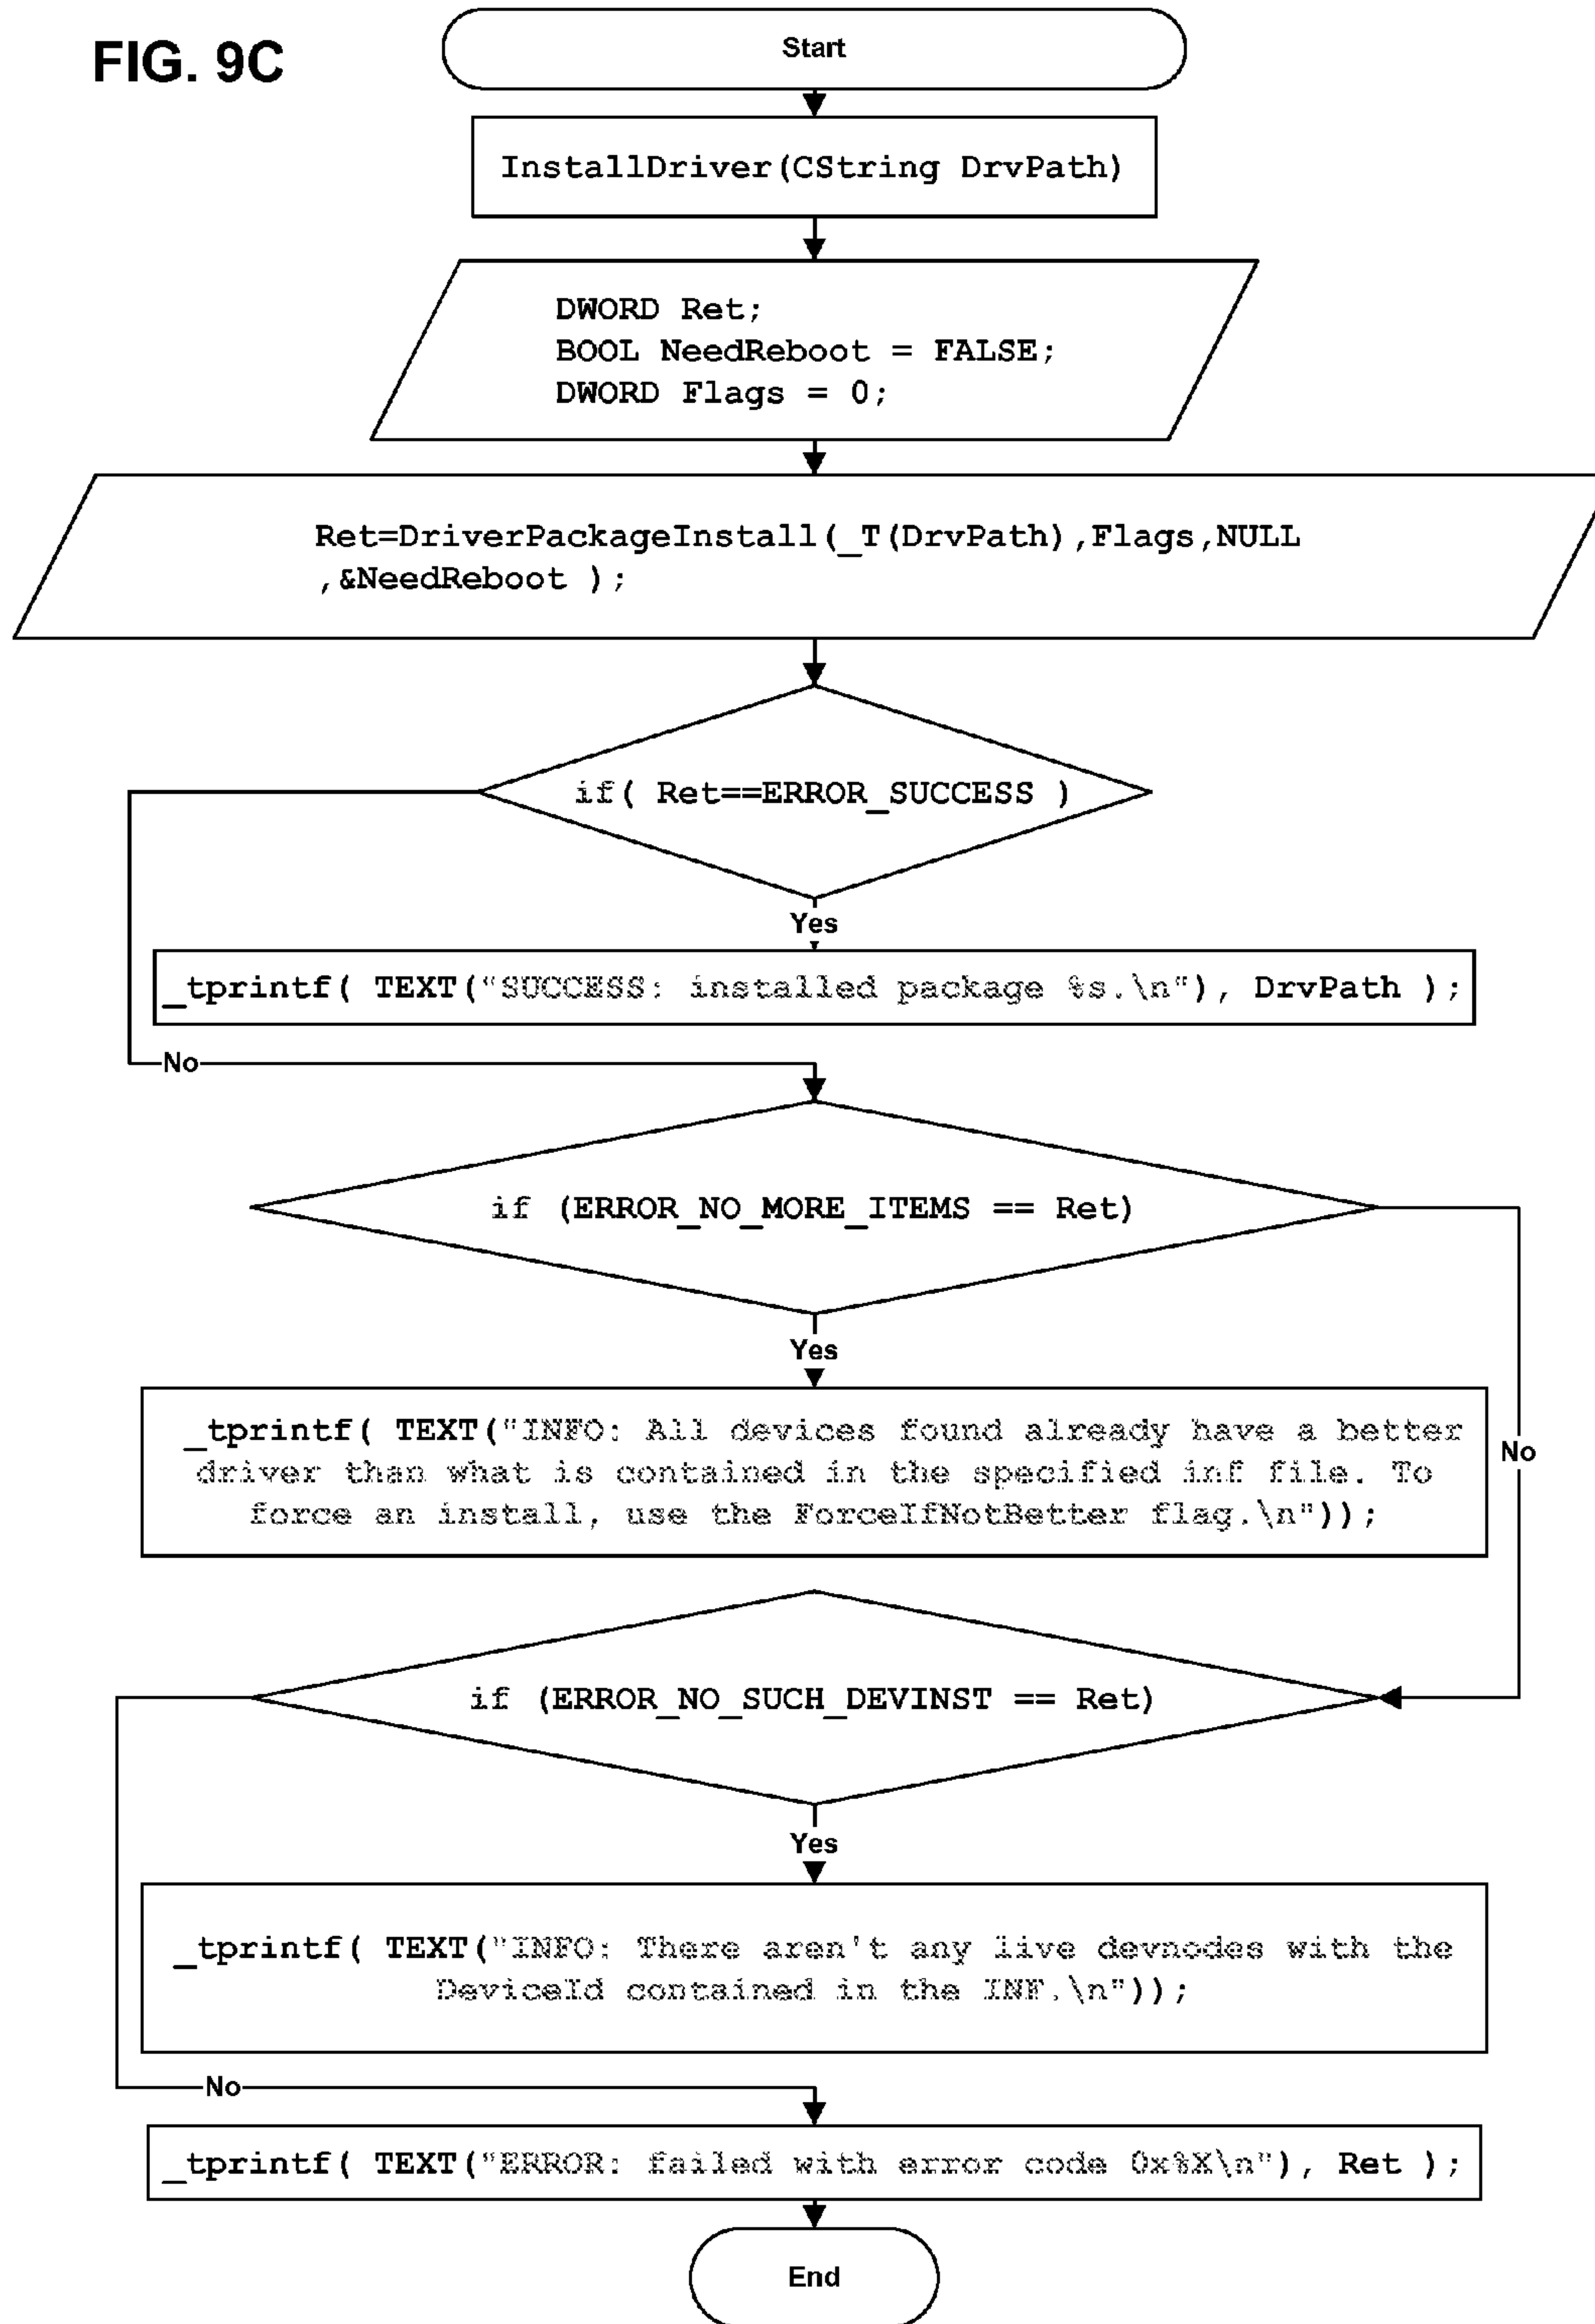 FIG. 9C
Start
InstallDriver(CString DrvPath)
DWORD Ret;
BOOL NeedReboot = FALSE;
DWORD Flags = 0;
Ret=DriverPackageInstall(_T(DrvPath),Flags,NULL
,&NeedReboot );
if( Ret==ERROR_SUCCESS )
Yes
_tprintf( TEXT("SUCCESS: installed package %s.\n"), DrvPath );
No
if (ERROR_NO_MORE_ITEMS == Ret)
Yes
_tprintf( TEXT("INFO: All devices found already have a better
driver than what is contained in the specified inf file. To
force an install, use the ForceIfNotBetter flag.\n"));
No
if (ERROR_NO_SUCH_DEVINST == Ret)
Yes
_tprintf( TEXT("INFO: There aren't any live devnodes with the
DeviceId contained in the INF.\n"));
No
_tprintf( TEXT("ERROR: failed with error code 0x%X\n"), Ret );
End